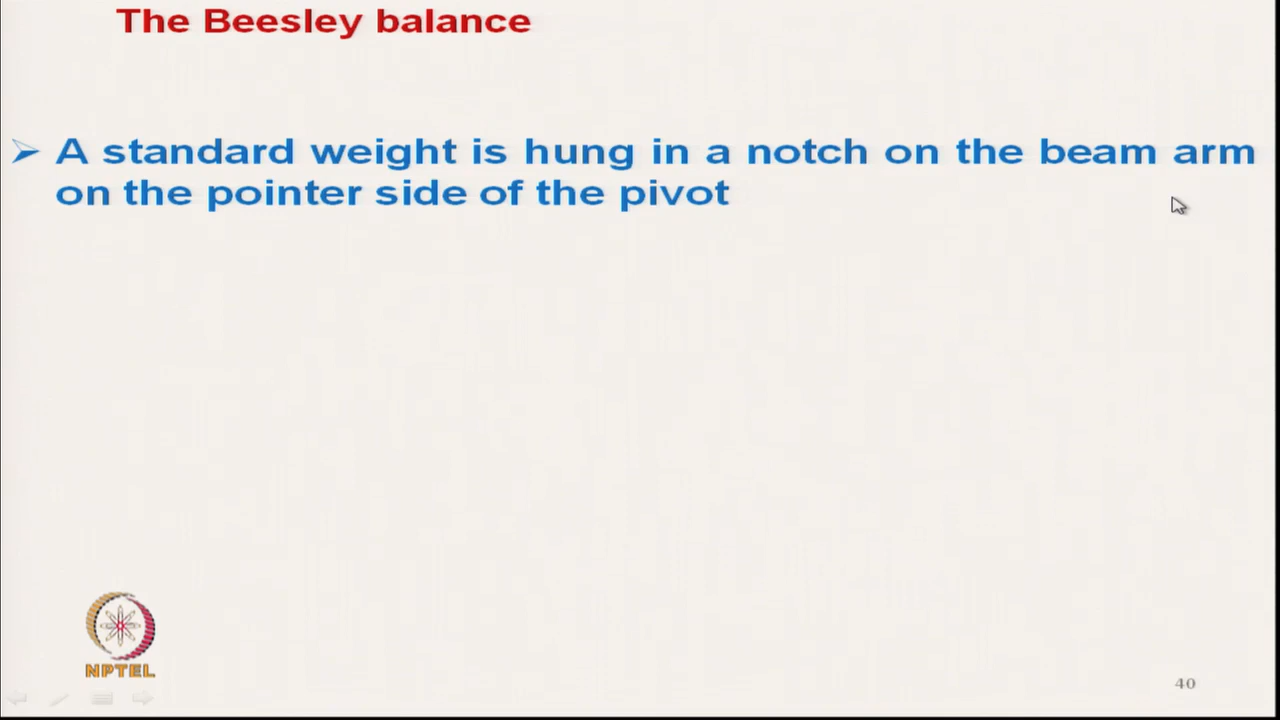 The Beesley balance
➢ A standard weight is hung in a notch on the beam arm
on the pointer side of the pivot
NPTEL
40